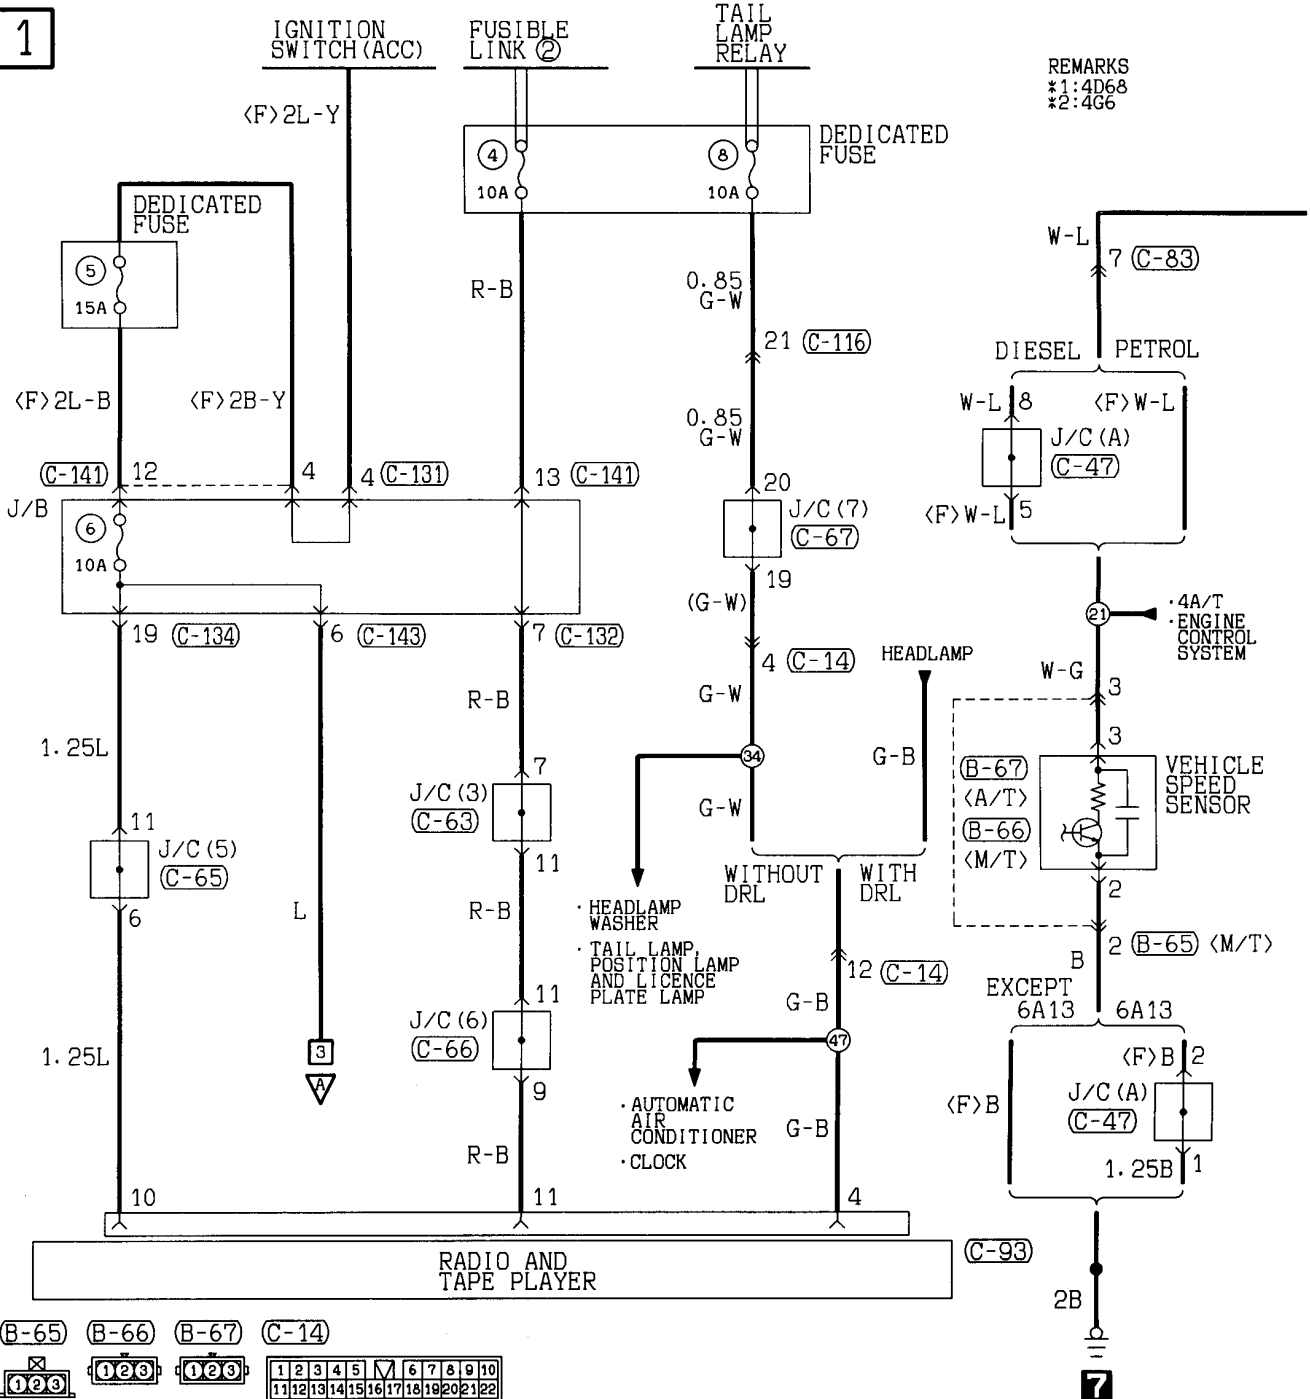 1
IGNITION
SWITCH(ACC)
FUSIBLE
LINK ②
TAIL
LAMP
RELAY
REMARKS
*1:4D68
*2:4G6
<F>2L-Y
DEDICATED
FUSE
4
10A
8
10A
DEDICATED
FUSE
5
15A
R-B
0.85
G-W
W-L
7 (C-83)
21 (C-116)
DIESEL PETROL
<F>2L-B
<F>2B-Y
0.85
G-W
W-L 8
<F>W-L
J/C(A)
(C-47)
<F>W-L 5
(C-141) 12
4
4 (C-131)
13 (C-141)
20
J/C(7)
(C-67)
J/B
6
10A
19
(G-W)
19 (C-134)
6 (C-143)
7 (C-132)
4 (C-14)
HEADLAMP
21
·4A/T
·ENGINE
CONTROL
SYSTEM
W-G
3
R-B
G-W
1.25L
34
G-B
3
7
J/C(3)
(C-63)
G-W
(B-67)
<A/T>
(B-66)
<M/T>
VEHICLE
SPEED
SENSOR
11
J/C(5)
(C-65)
11
WITHOUT
DRL
WITH
DRL
6
L
R-B
·HEADLAMP
WASHER
·TAIL LAMP,
POSITION LAMP
AND LICENCE
PLATE LAMP
2
2 (B-65) <M/T>
B
12 (C-14)
EXCEPT
6A13
6A13
11
J/C(6)
(C-66)
G-B
47
1.25L
3
A
9
<F>B 2
J/C(A)
(C-47)
<F>B
·AUTOMATIC
AIR
CONDITIONER
·CLOCK
G-B
R-B
1.25B 1
10
11
4
RADIO AND
TAPE PLAYER
(C-93)
2B
7
(B-65) (B-66) (B-67) (C-14)
1 2 3
1 2 3
1 2 3
1 2 3 4 5 6 7 8 9 10
11 12 13 14 15 16 17 18 19 20 21 22